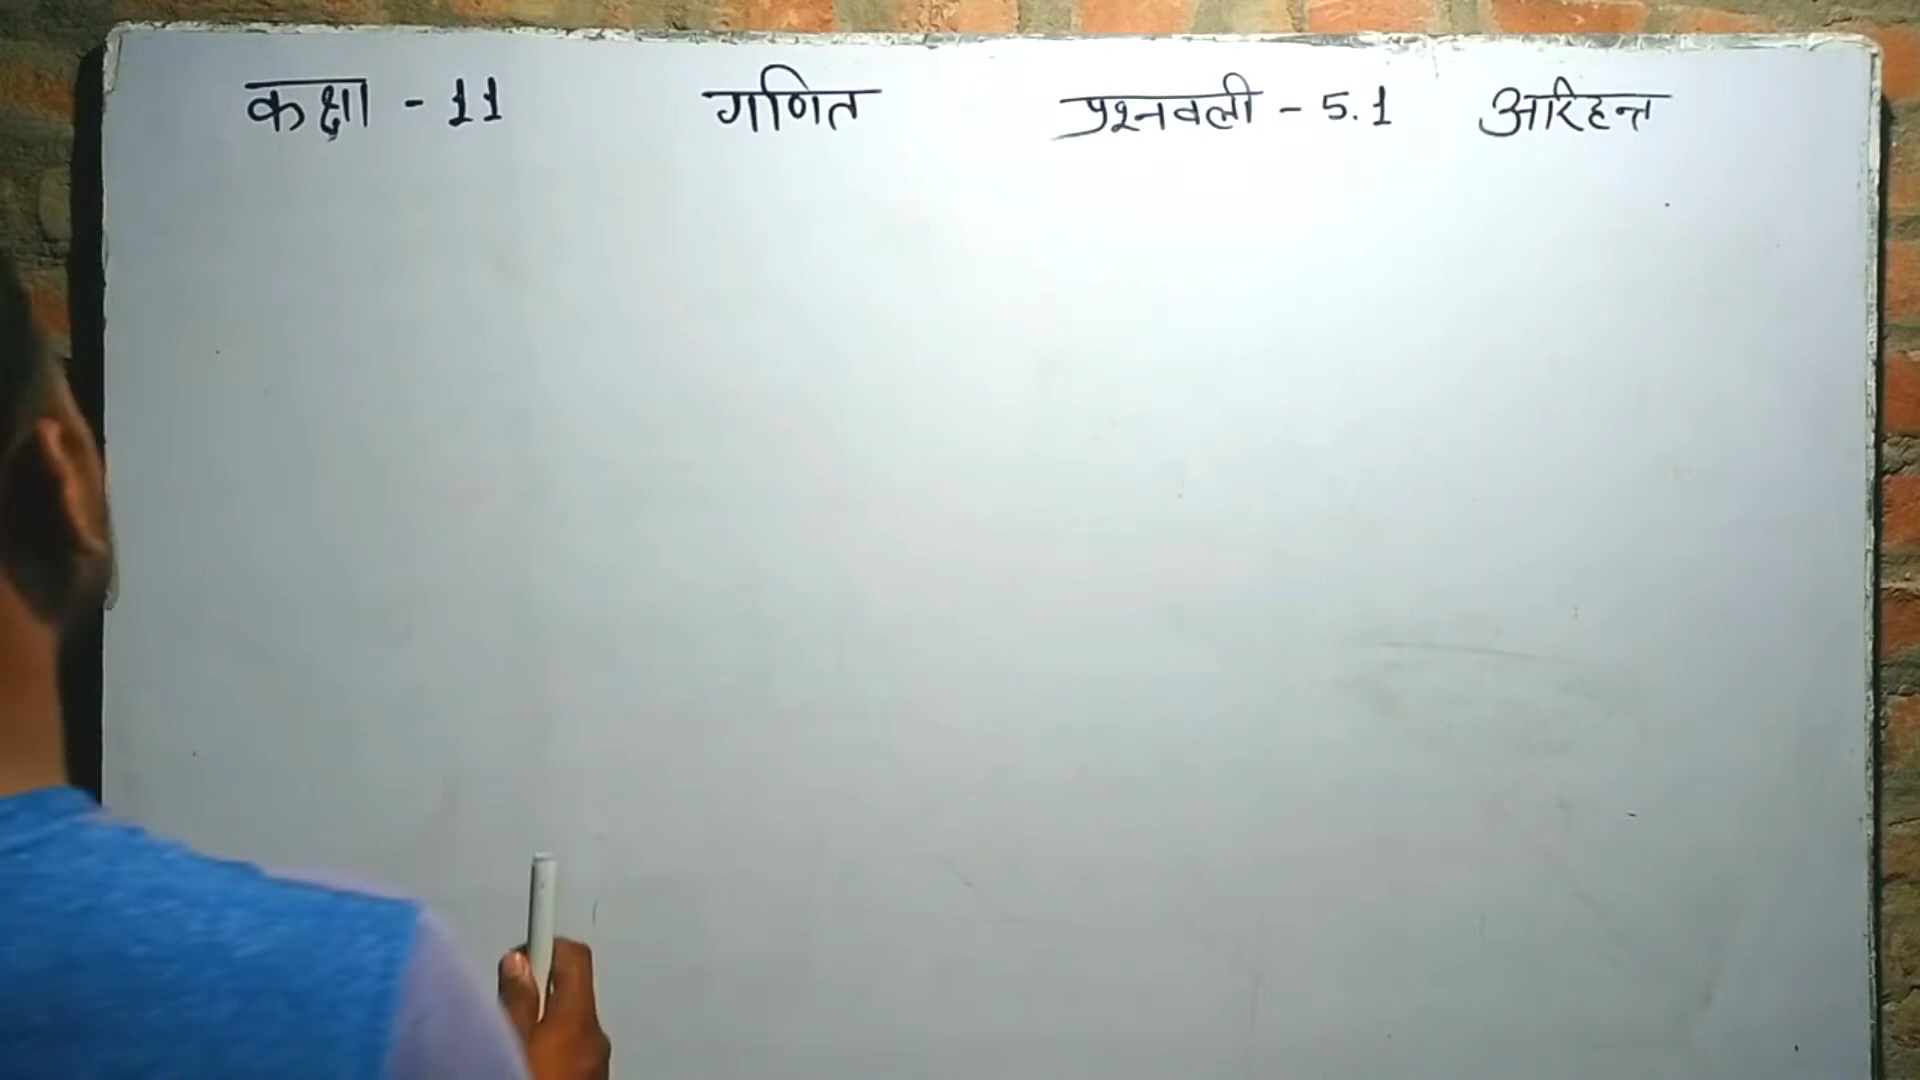 कक्षा - 11 गणित प्रश्नवली - 5.1 अरिहन्त